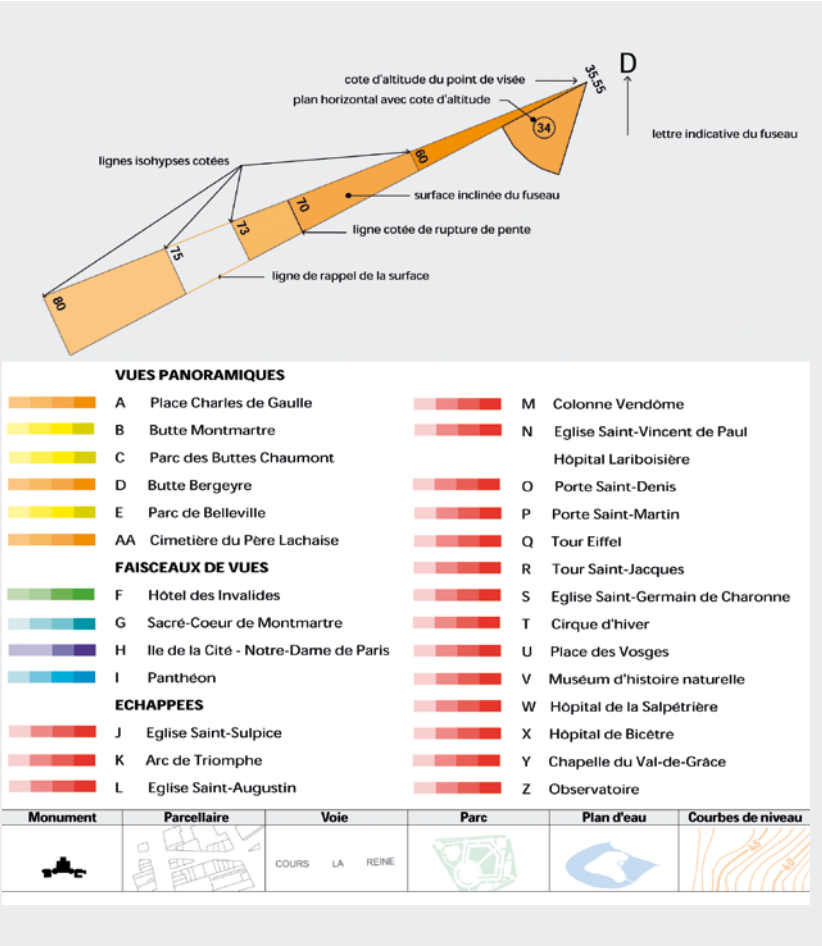 cote d'altitude du point de visée
35.55
D
plan horizontal avec cote d'altitude
34
lettre indicative du fuseau
lignes isohypses cotées
60
surface inclinée du fuseau
70
ligne cotée de rupture de pente
73
75
ligne de rappel de la surface
80
VUES PANORAMIQUES
A Place Charles de Gaulle
B Butte Montmartre
C Parc des Buttes Chaumont
D Butte Bergeyre
E Parc de Belleville
AA Cimetière du Père Lachaise
FAISCEAUX DE VUES
F Hôtel des Invalides
G Sacré-Coeur de Montmartre
H Ile de la Cité - Notre-Dame de Paris
I Panthéon
ECHAPPEES
J Eglise Saint-Sulpice
K Arc de Triomphe
L Eglise Saint-Augustin
M Colonne Vendôme
N Eglise Saint-Vincent de Paul
Hôpital Lariboisière
O Porte Saint-Denis
P Porte Saint-Martin
Q Tour Eiffel
R Tour Saint-Jacques
S Eglise Saint-Germain de Charonne
T Cirque d'hiver
U Place des Vosges
V Muséum d'histoire naturelle
W Hôpital de la Salpétrière
X Hôpital de Bicêtre
Y Chapelle du Val-de-Grâce
Z Observatoire
Monument Parcellaire Voie Parc Plan d'eau Courbes de niveau
COURS LA REINE
45
40